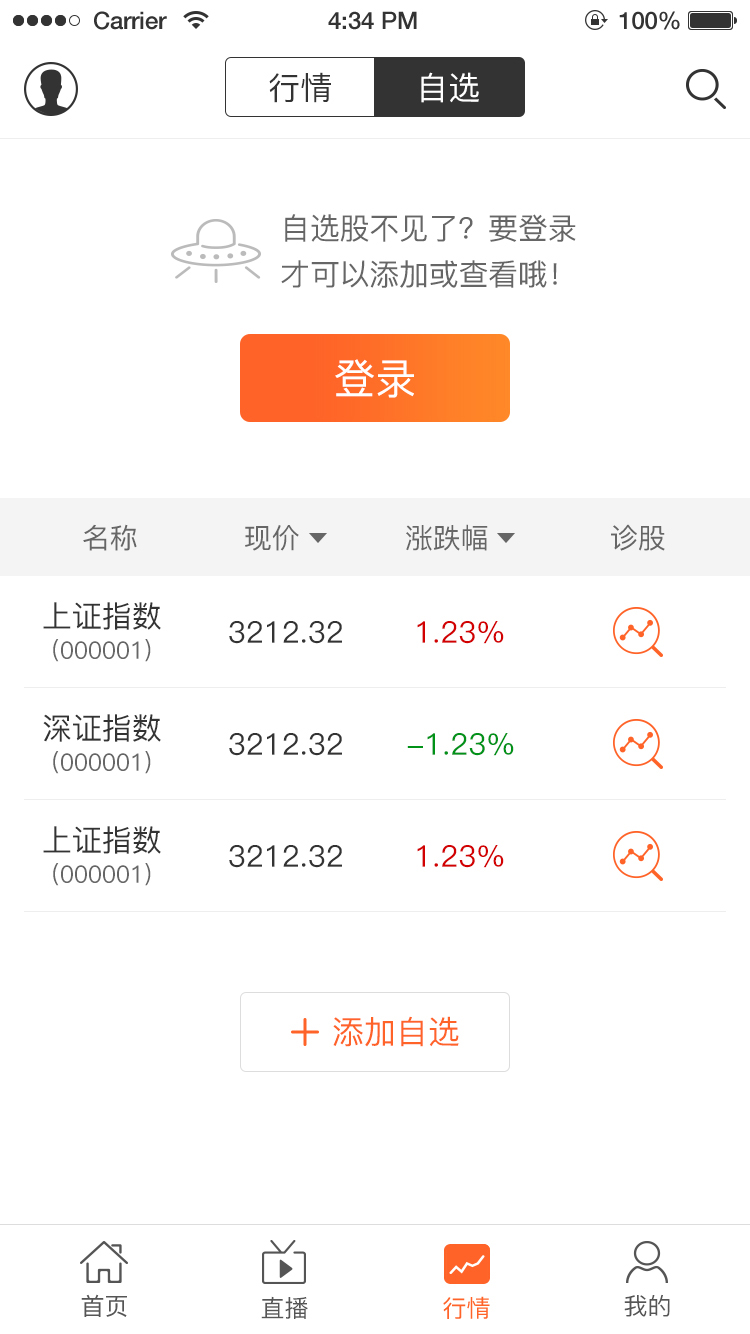 Carrier 4:34 PM 100%
行情 自选
自选股不见了？要登录
才可以添加或查看哦！
登录
名称 现价 涨跌幅 诊股
上证指数 3212.32 1.23%
(000001)
深证指数 3212.32 -1.23%
(000001)
上证指数 3212.32 1.23%
(000001)
添加自选
首页 直播 行情 我的